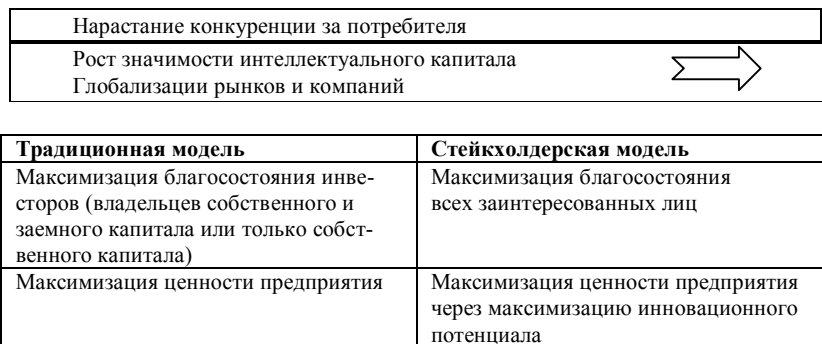 Нарастание конкуренции за потребителя
Рост значимости интеллектуального капитала
Глобализации рынков и компаний
Традиционная модель
Стейкхолдерская модель
Максимизация благосостояния инве-
сторов (владельцев собственного и
заемного капитала или только собст-
венного капитала)
Максимизация благосостояния
всех заинтересованных лиц
Максимизация ценности предприятия
Максимизация ценности предприятия
через максимизацию инновационного
потенциала